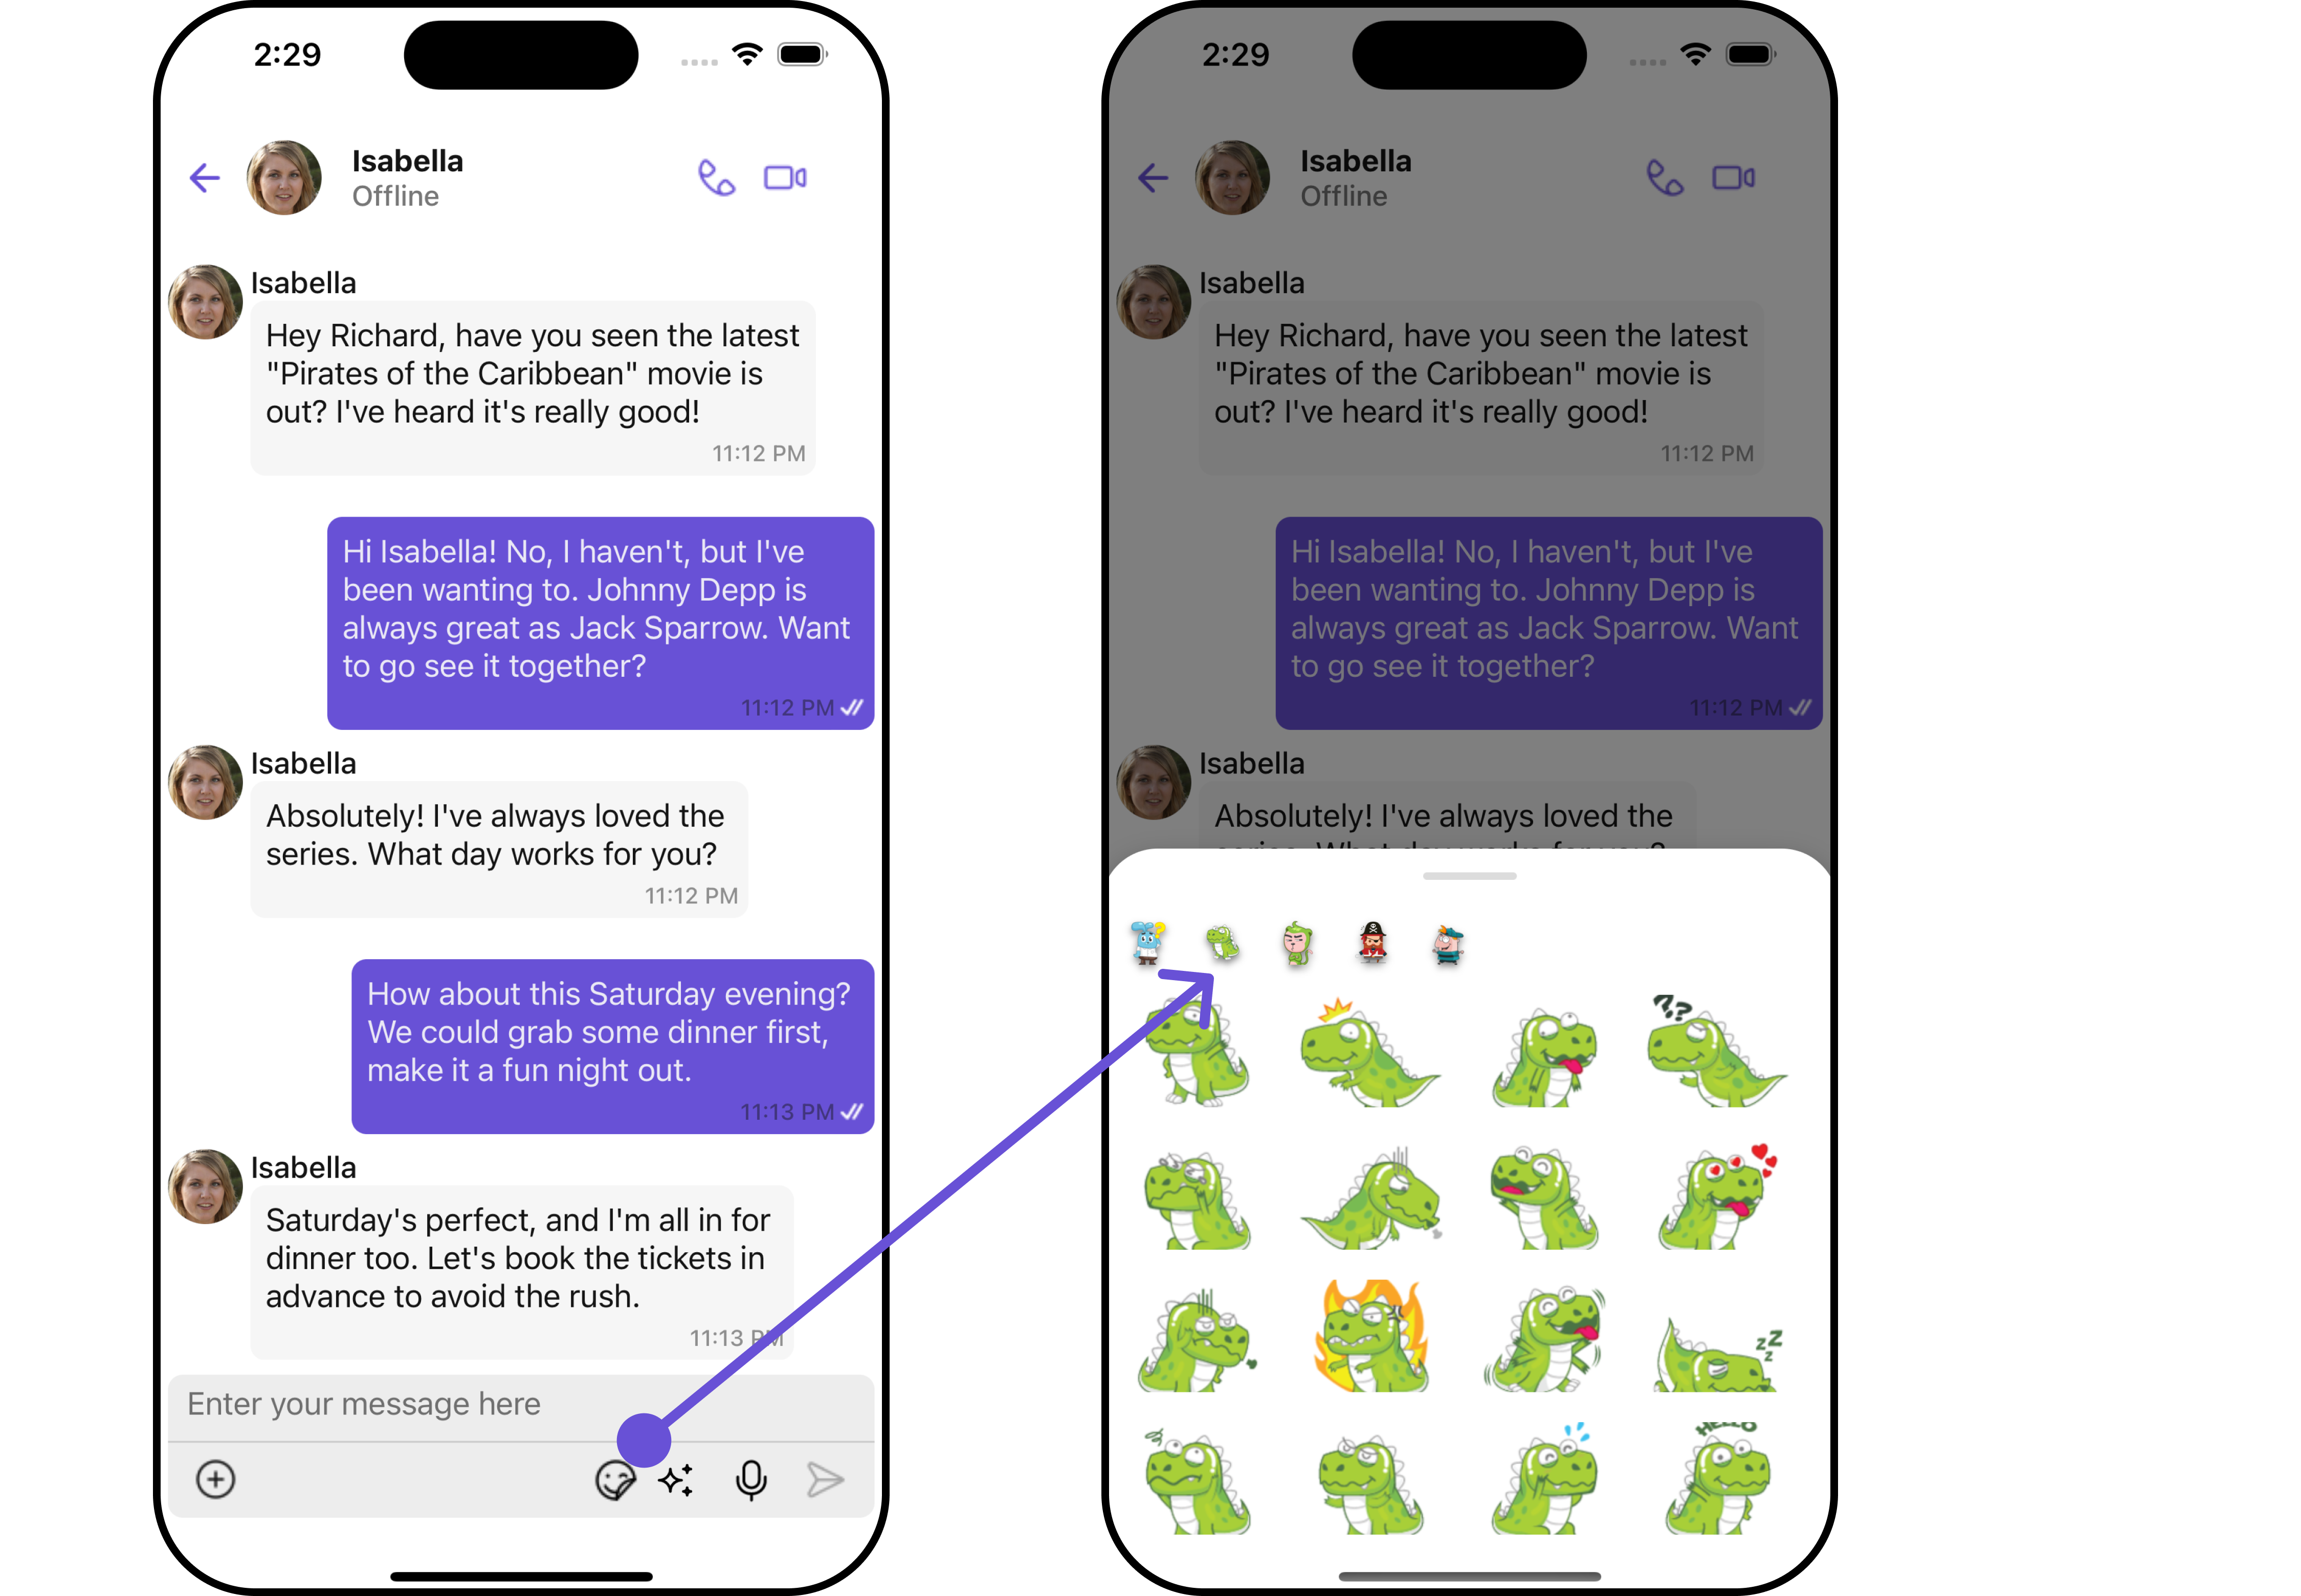 2:29
Isabella
Offline
Isabella
Hey Richard, have you seen the latest
"Pirates of the Caribbean" movie is
out? I've heard it's really good!
11:12 PM
Hi Isabella! No, I haven't, but I've
been wanting to. Johnny Depp is
always great as Jack Sparrow. Want
to go see it together?
11:12 PM
Isabella
Absolutely! I've always loved the
series. What day works for you?
11:12 PM
How about this Saturday evening?
We could grab some dinner first,
make it a fun night out.
11:13 PM
Isabella
Saturday's perfect, and I'm all in for
dinner too. Let's book the tickets in
advance to avoid the rush.
11:13 PM
Enter your message here
2:29
Isabella
Offline
Isabella
Hey Richard, have you seen the latest
"Pirates of the Caribbean" movie is
out? I've heard it's really good!
11:12 PM
Hi Isabella! No, I haven't, but I've
been wanting to. Johnny Depp is
always great as Jack Sparrow. Want
to go see it together?
11:12 PM
Isabella
Absolutely! I've always loved the
series. What day works for you?
?
??
zzZ
HELLO